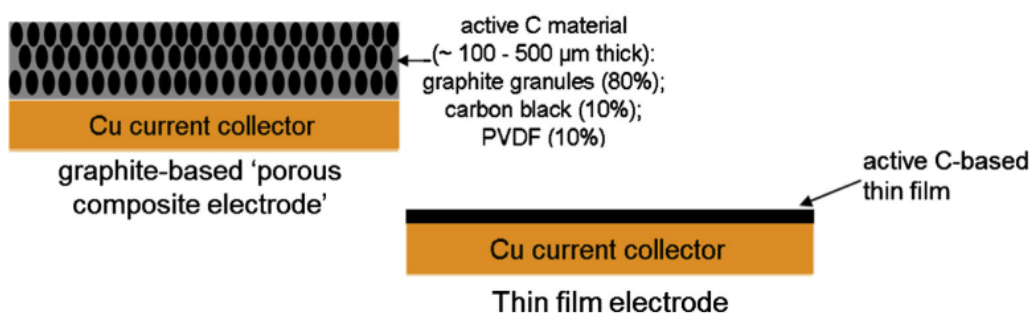 active C material
(~ 100 - 500 µm thick):
graphite granules (80%);
carbon black (10%);
PVDF (10%)
Cu current collector
graphite-based ‘porous
composite electrode’
active C-based
thin film
Cu current collector
Thin film electrode